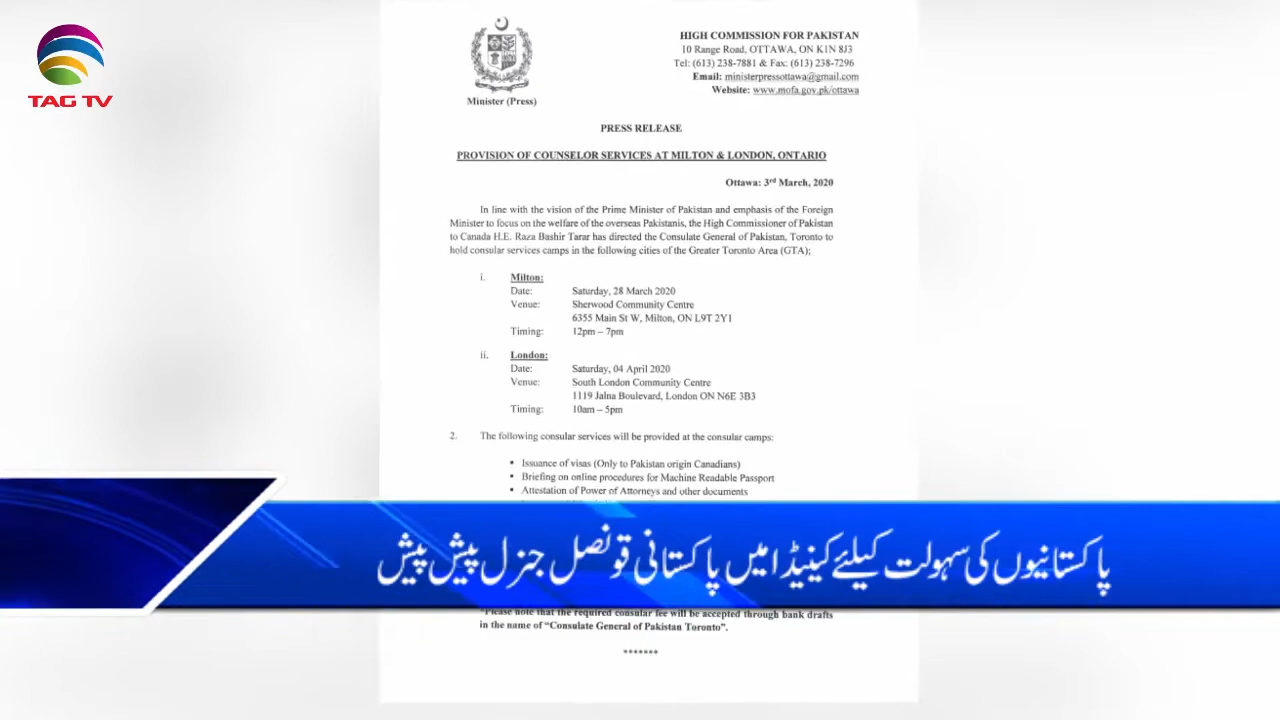 TAG TV
Minister (Press)
HIGH COMMISSION FOR PAKISTAN
10 Range Road, OTTAWA, ON K1N 8J3
Tel: (613) 238-7881 & Fax: (613) 238-7296
Email: ministerpressottawa@gmail.com
Website: www.mofa.gov.pk/ottawa
PRESS RELEASE
PROVISION OF COUNSELOR SERVICES AT MILTON & LONDON, ONTARIO
Ottawa: 3rd March, 2020
In line with the vision of the Prime Minister of Pakistan and emphasis of the Foreign
Minister to focus on the welfare of the overseas Pakistanis, the High Commissioner of Pakistan
to Canada H.E. Raza Bashir Tarar has directed the Consulate General of Pakistan, Toronto to
hold consular services camps in the following cities of the Greater Toronto Area (GTA);
i. Milton:
Date: Saturday, 28 March 2020
Venue: Sherwood Community Centre
6355 Main St W, Milton, ON L9T 2Y1
Timing: 12pm – 7pm
ii. London:
Date: Saturday, 04 April 2020
Venue: South London Community Centre
1119 Jalna Boulevard, London ON N6E 3B3
Timing: 10am – 5pm
2. The following consular services will be provided at the consular camps:
• Issuance of visas (Only to Pakistan origin Canadians)
• Briefing on online procedures for Machine Readable Passport
• Attestation of Power of Attorneys and other documents
پاکستانیوں کی سہولت کیلئے کینیڈا میں پاکستانی قونصل جنرل پیش پیش
"Please note that the required consular fee will be accepted through bank drafts
in the name of "Consulate General of Pakistan Toronto".
*******